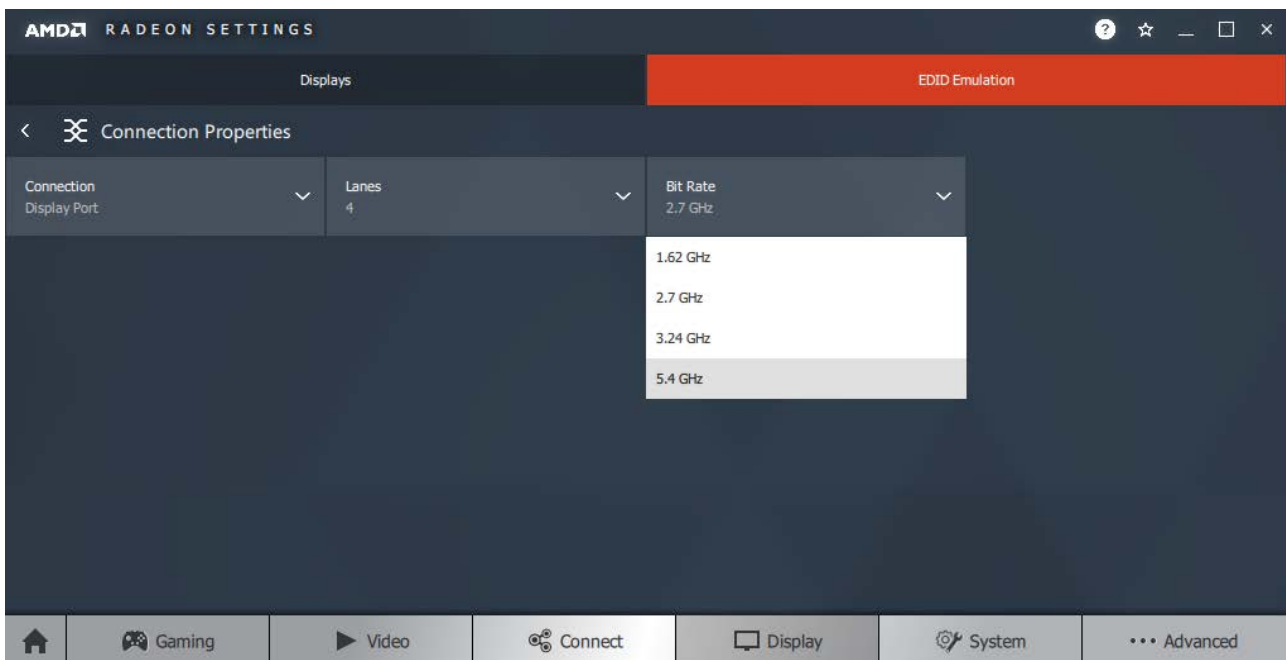 AMD RADEON SETTINGS
Displays
EDID Emulation
Connection Properties
Connection
Display Port
Lanes
4
Bit Rate
2.7 GHz
1.62 GHz
2.7 GHz
3.24 GHz
5.4 GHz
Gaming
Video
Connect
Display
System
Advanced